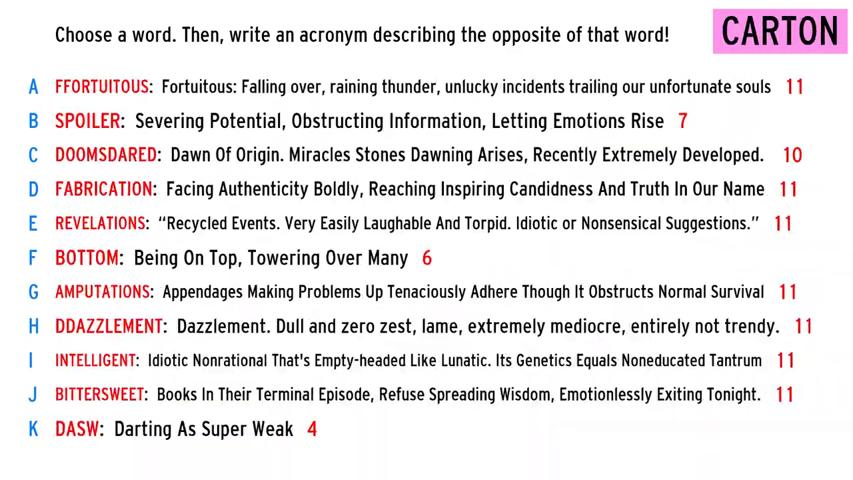 Choose a word. Then, write an acronym describing the opposite of that word!
CARTON
A FFORTUITOUS: Fortuitous: Falling over, raining thunder, unlucky incidents trailing our unfortunate souls 11
B SPOILER: Severing Potential, Obstructing Information, Letting Emotions Rise 7
C DOOMSDARED: Dawn Of Origin. Miracles Stones Dawning Arises, Recently Extremely Developed. 10
D FABRICATION: Facing Authenticity Boldly, Reaching Inspiring Candidness And Truth In Our Name 11
E REVELATIONS: “Recycled Events. Very Easily Laughable And Torpid. Idiotic or Nonsensical Suggestions.” 11
F BOTTOM: Being On Top, Towering Over Many 6
G AMPUTATIONS: Appendages Making Problems Up Tenaciously Adhere Though It Obstructs Normal Survival 11
H DDAZZLEMENT: Dazzlement. Dull and zero zest, lame, extremely mediocre, entirely not trendy. 11
I INTELLIGENT: Idiotic Nonrational That's Empty-headed Like Lunatic. Its Genetics Equals Noneducated Tantrum 11
J BITTERSWEET: Books In Their Terminal Episode, Refuse Spreading Wisdom, Emotionlessly Exiting Tonight. 11
K DASW: Darting As Super Weak 4